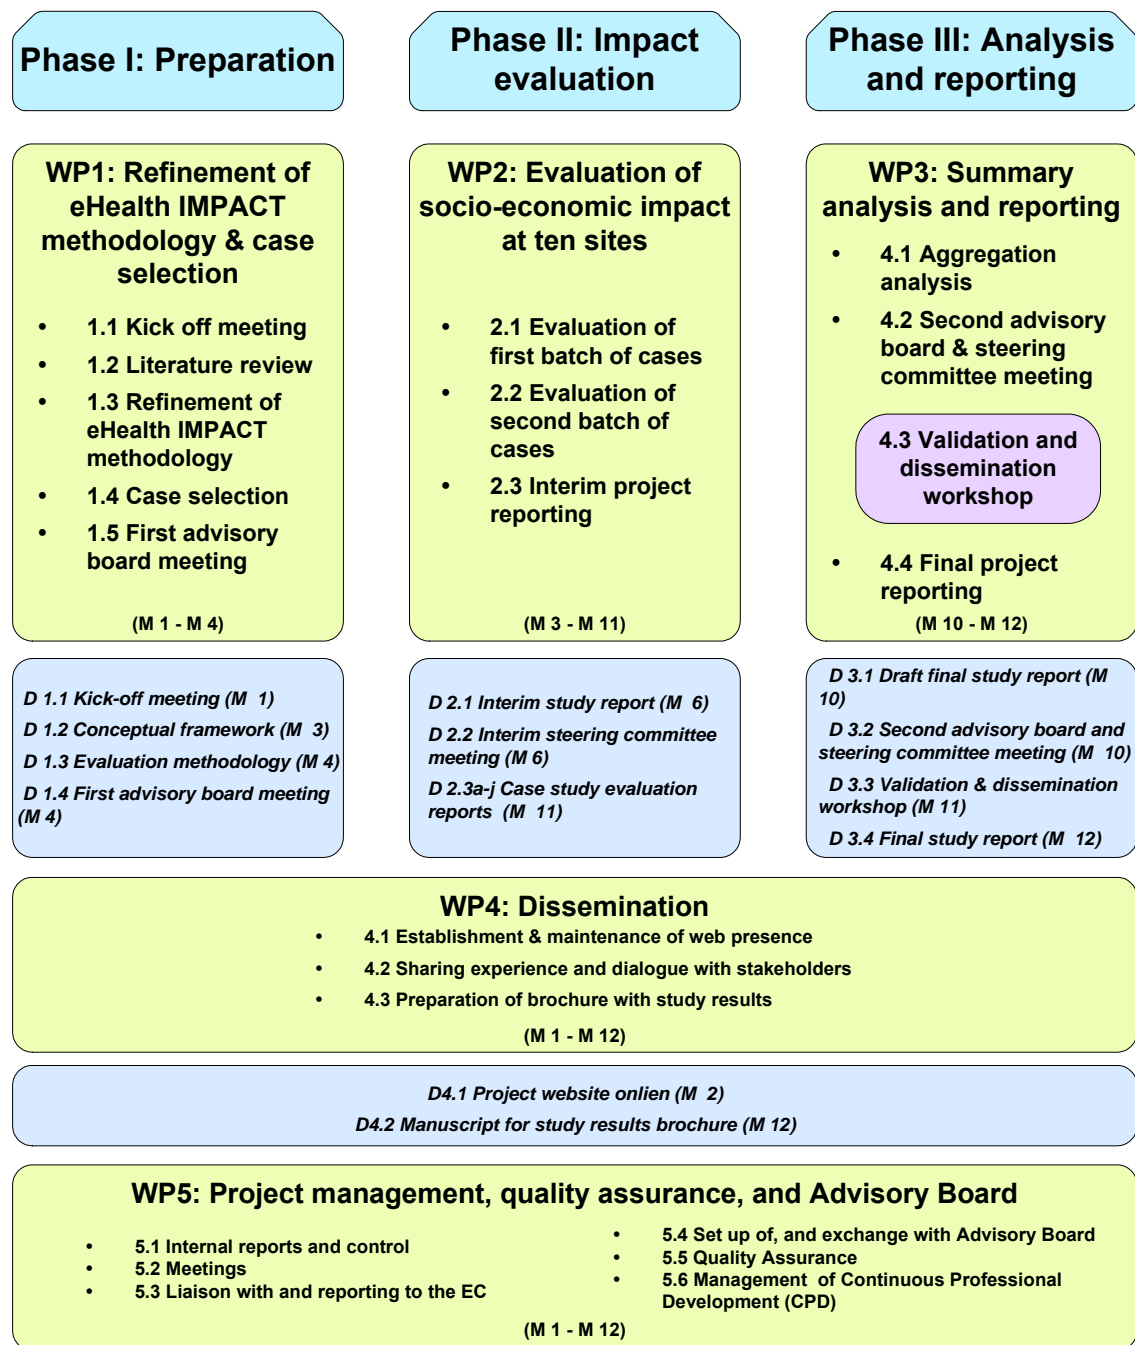 Phase I: Preparation
Phase II: Impact
evaluation
Phase III: Analysis
and reporting
WP1: Refinement of
eHealth IMPACT
methodology & case
selection
• 1.1 Kick off meeting
• 1.2 Literature review
• 1.3 Refinement of
eHealth IMPACT
methodology
• 1.4 Case selection
• 1.5 First advisory
board meeting
(M 1 - M 4)
WP2: Evaluation of
socio-economic impact
at ten sites
• 2.1 Evaluation of
first batch of cases
• 2.2 Evaluation of
second batch of
cases
• 2.3 Interim project
reporting
(M 3 - M 11)
WP3: Summary
analysis and reporting
• 4.1 Aggregation
analysis
• 4.2 Second advisory
board & steering
committee meeting
4.3 Validation and
dissemination
workshop
• 4.4 Final project
reporting
(M 10 - M 12)
D 1.1 Kick-off meeting (M 1)
D 1.2 Conceptual framework (M 3)
D 1.3 Evaluation methodology (M 4)
D 1.4 First advisory board meeting
(M 4)
D 2.1 Interim study report (M 6)
D 2.2 Interim steering committee
meeting (M 6)
D 2.3a-j Case study evaluation
reports (M 11)
D 3.1 Draft final study report (M
10)
D 3.2 Second advisory board and
steering committee meeting (M 10)
D 3.3 Validation & dissemination
workshop (M 11)
D 3.4 Final study report (M 12)
WP4: Dissemination
• 4.1 Establishment & maintenance of web presence
• 4.2 Sharing experience and dialogue with stakeholders
• 4.3 Preparation of brochure with study results
(M 1 - M 12)
D4.1 Project website onlien (M 2)
D4.2 Manuscript for study results brochure (M 12)
WP5: Project management, quality assurance, and Advisory Board
• 5.1 Internal reports and control
• 5.2 Meetings
• 5.3 Liaison with and reporting to the EC
• 5.4 Set up of, and exchange with Advisory Board
• 5.5 Quality Assurance
• 5.6 Management of Continuous Professional
Development (CPD)
(M 1 - M 12)